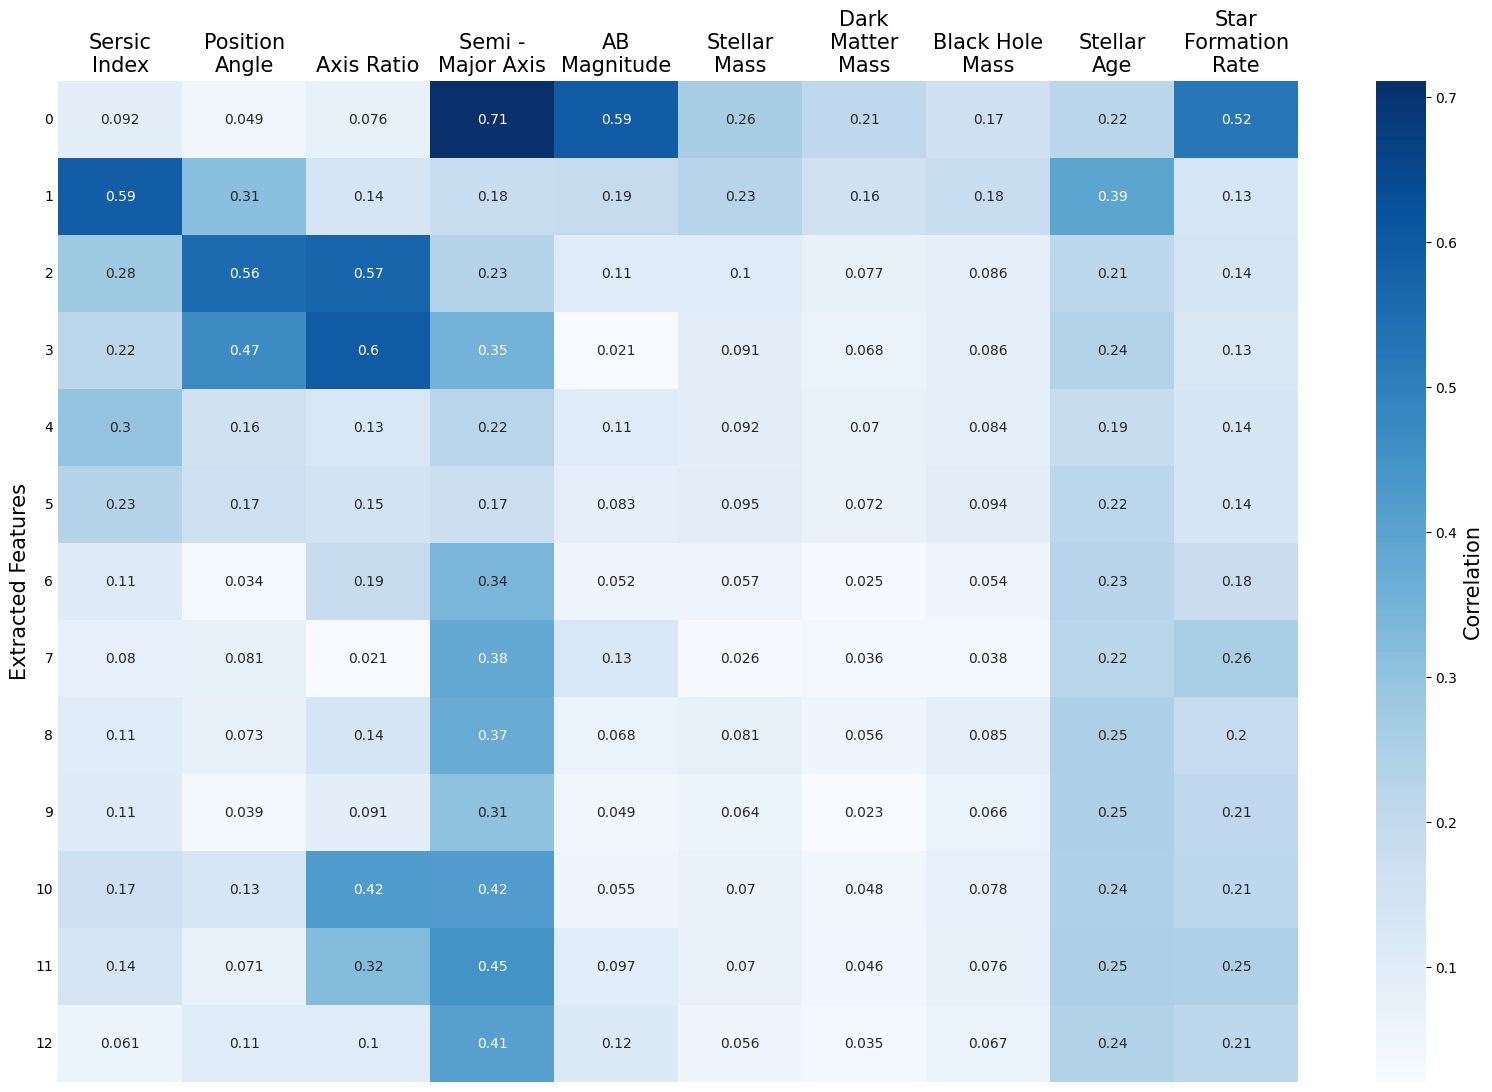 Sersic
Index
Position
Angle
Axis Ratio
Semi -
Major Axis
AB
Magnitude
Stellar
Mass
Dark
Matter
Mass
Black Hole
Mass
Stellar
Age
Star
Formation
Rate
0 0.092 0.049 0.076 0.71 0.59 0.26 0.21 0.17 0.22 0.52
1 0.59 0.31 0.14 0.18 0.19 0.23 0.16 0.18 0.39 0.13
2 0.28 0.56 0.57 0.23 0.11 0.1 0.077 0.086 0.21 0.14
3 0.22 0.47 0.6 0.35 0.021 0.091 0.068 0.086 0.24 0.13
4 0.3 0.16 0.13 0.22 0.11 0.092 0.07 0.084 0.19 0.14
5 0.23 0.17 0.15 0.17 0.083 0.095 0.072 0.094 0.22 0.14
6 0.11 0.034 0.19 0.34 0.052 0.057 0.025 0.054 0.23 0.18
7 0.08 0.081 0.021 0.38 0.13 0.026 0.036 0.038 0.22 0.26
8 0.11 0.073 0.14 0.37 0.068 0.081 0.056 0.085 0.25 0.2
9 0.11 0.039 0.091 0.31 0.049 0.064 0.023 0.066 0.25 0.21
10 0.17 0.13 0.42 0.42 0.055 0.07 0.048 0.078 0.24 0.21
11 0.14 0.071 0.32 0.45 0.097 0.07 0.046 0.076 0.25 0.25
12 0.061 0.11 0.1 0.41 0.12 0.056 0.035 0.067 0.24 0.21
Extracted Features
0.7
0.6
0.5
0.4
0.3
0.2
0.1
Correlation